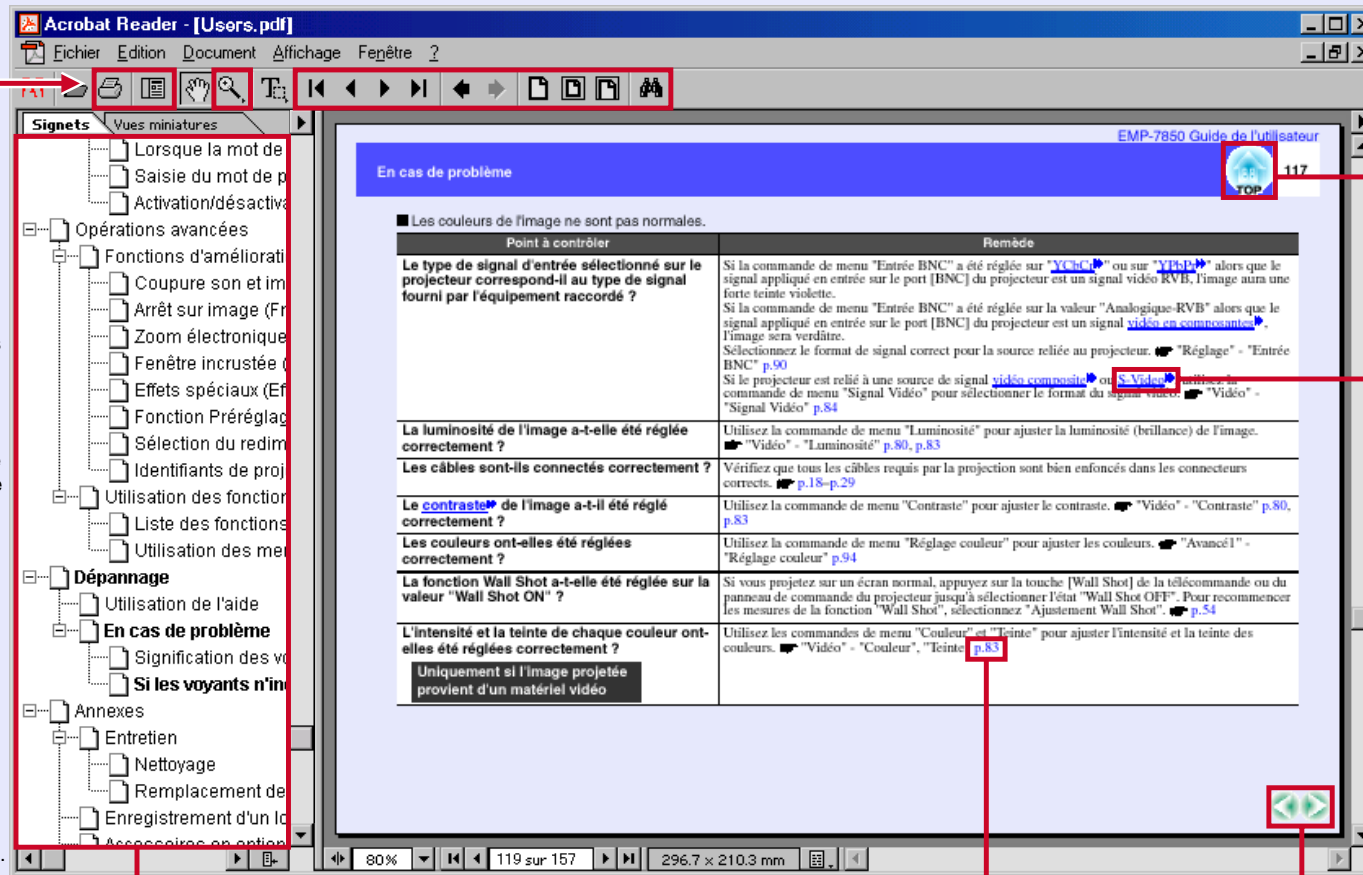 Acrobat Reader - [Users.pdf]
Fichier Edition Document Affichage Fenêtre ?
Signets Vues miniatures
Lorsque la mot de
Saisie du mot de p
Activation/désactiva
Opérations avancées
Fonctions d'améliorati
Coupure son et im
Arrêt sur image (Fr
Zoom électronique
Fenêtre incrustée (
Effets spéciaux (Ef
Fonction Préréglag
Sélection du redim
Identifiants de proj
Utilisation des fonction
Liste des fonctions
Utilisation des me
Dépannage
Utilisation de l'aide
En cas de problème
Signification des vo
Si les voyants n'in
Annexes
Entretien
Nettoyage
Remplacement de
Enregistrement d'un lo
Accessoires en option
EMP-7850 Guide de l'utilisateur
En cas de problème
TOP
117
■ Les couleurs de l'image ne sont pas normales.
Point à contrôler Remède
Le type de signal d'entrée sélectionné sur le
projecteur correspond-il au type de signal
fourni par l'équipement raccordé ?
Si la commande de menu "Entrée BNC" a été réglée sur "YCbCr" ou sur "YPbPr" alors que le
signal appliqué en entrée sur le port [BNC] du projecteur est un signal vidéo RVB, l'image aura une
forte teinte violette.
Si la commande de menu "Entrée BNC" a été réglée sur la valeur "Analogique-RVB" alors que le
signal appliqué en entrée sur le port [BNC] du projecteur est un signal vidéo en composantes,
l'image sera verdâtre.
Sélectionnez le format de signal correct pour la source reliée au projecteur. "Réglage" - "Entrée
BNC" p.90
Si le projecteur est relié à une source de signal vidéo composite ou S-Video, utilisez la
commande de menu "Signal Vidéo" pour sélectionner le format du signal vidéo. "Vidéo" -
"Signal Vidéo" p.84
La luminosité de l'image a-t-elle été réglée
correctement ?
Utilisez la commande de menu "Luminosité" pour ajuster la luminosité (brillance) de l'image.
"Vidéo" - "Luminosité" p.80, p.83
Les câbles sont-ils connectés correctement ?
Vérifiez que tous les câbles requis par la projection sont bien enfoncés dans les connecteurs
corrects. p.18–p.29
Le contraste de l'image a-t-il été réglé
correctement ?
Utilisez la commande de menu "Contraste" pour ajuster le contraste. "Vidéo" - "Contraste" p.80,
p.83
Les couleurs ont-elles été réglées
correctement ?
Utilisez la commande de menu "Réglage couleur" pour ajuster les couleurs. "Avancé1" -
"Réglage couleur" p.94
La fonction Wall Shot a-t-elle été réglée sur la
valeur "Wall Shot ON" ?
Si vous projetez sur un écran normal, appuyez sur la touche [Wall Shot] de la télécommande ou du
panneau de commande du projecteur jusqu'à sélectionner l'état "Wall Shot OFF". Pour recommencer
les mesures de la fonction "Wall Shot", sélectionnez "Ajustement Wall Shot". p.54
L'intensité et la teinte de chaque couleur ont-
elles été réglées correctement ?
Uniquement si l'image projetée
provient d'un matériel vidéo
Utilisez les commandes de menu "Couleur" et "Teinte" pour ajuster l'intensité et la teinte des
couleurs. "Vidéo" - "Couleur", "Teinte p.83
80% 119 sur 157 296.7 × 210.3 mm